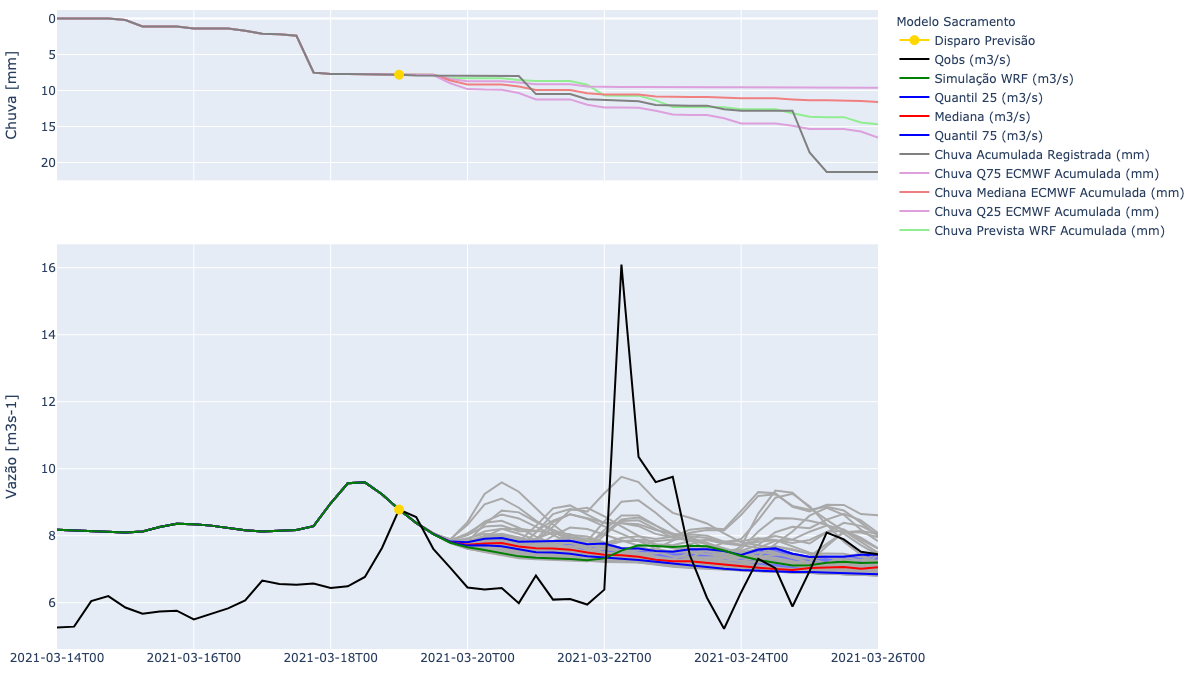 0
5
10
15
20
Chuva [mm]
Modelo Sacramento
Disparo Previsão
Qobs (m3/s)
Simulação WRF (m3/s)
Quantil 25 (m3/s)
Mediana (m3/s)
Quantil 75 (m3/s)
Chuva Acumulada Registrada (mm)
Chuva Q75 ECMWF Acumulada (mm)
Chuva Mediana ECMWF Acumulada (mm)
Chuva Q25 ECMWF Acumulada (mm)
Chuva Prevista WRF Acumulada (mm)
16
14
12
10
8
6
Vazão [m3s-1]
2021-03-14T00
2021-03-16T00
2021-03-18T00
2021-03-20T00
2021-03-22T00
2021-03-24T00
2021-03-26T00